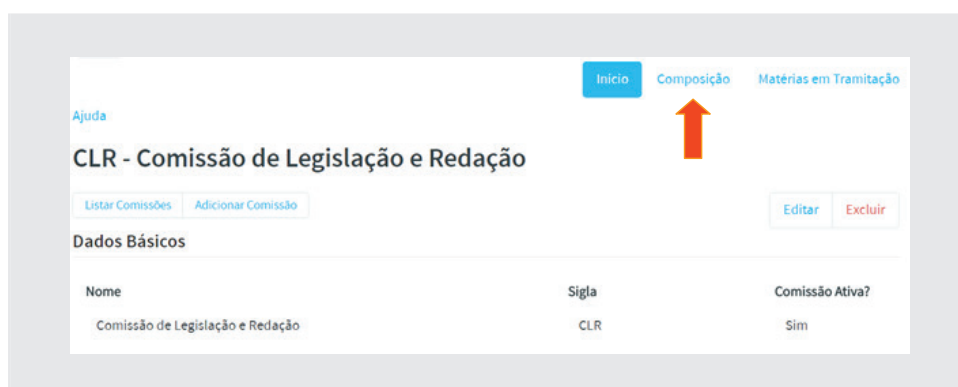 Início Composição Matérias em Tramitação
Ajuda
CLR - Comissão de Legislação e Redação
Listar Comissões Adicionar Comissão Editar Excluir
Dados Básicos
Nome Sigla Comissão Ativa?
Comissão de Legislação e Redação CLR Sim